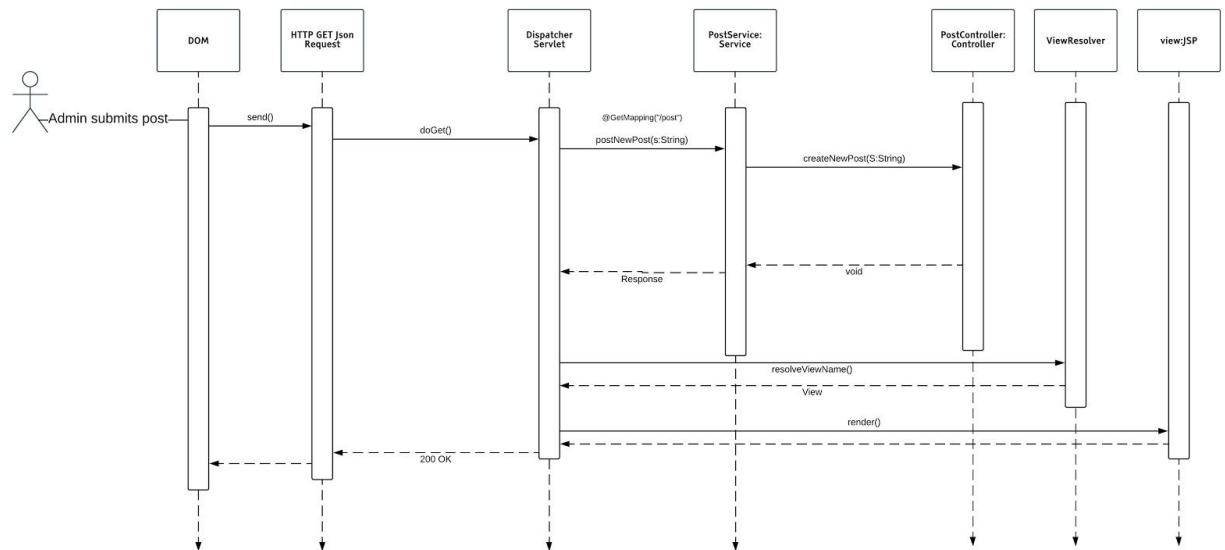 DOM
HTTP GET Json
Request
Dispatcher
Servlet
PostService:
Service
PostController:
Controller
ViewResolver
view:JSP
Admin submits post
send()
doGet()
@GetMapping("/post")
postNewPost(s:String)
createNewPost(S:String)
void
Response
resolveViewName()
View
render()
200 OK